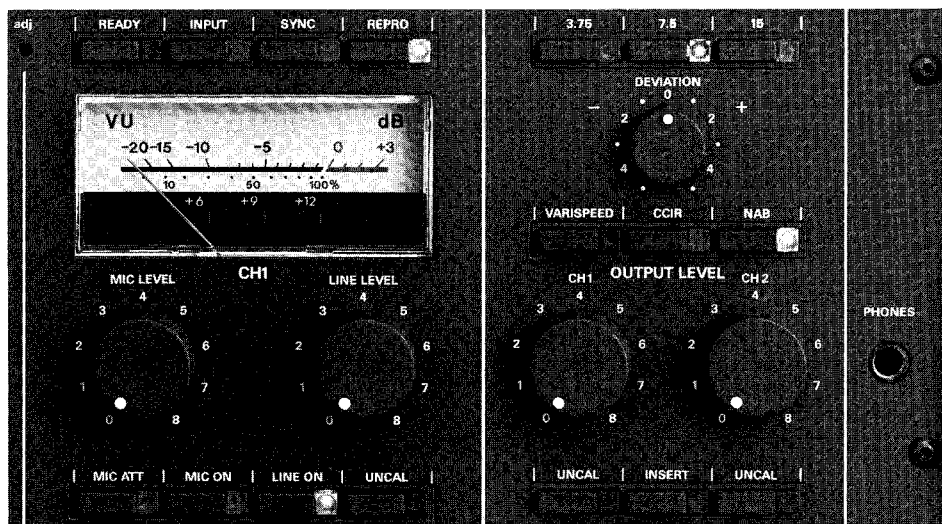 adj
READY INPUT SYNC REPRO
VU dB
-20 -15 -10 -5 0 +3
10 50 100%
+6 +9 +12
CH1
MIC LEVEL
0 1 2 3 4 5 6 7 8
LINE LEVEL
0 1 2 3 4 5 6 7 8
MIC ATT MIC ON LINE ON UNCAL
3.75 7.5 15
DEVIATION
0
- +
2 2
4 4
VARISPEED CCIR NAB
OUTPUT LEVEL
CH1
0 1 2 3 4 5 6 7 8
CH2
0 1 2 3 4 5 6 7 8
UNCAL INSERT UNCAL
PHONES